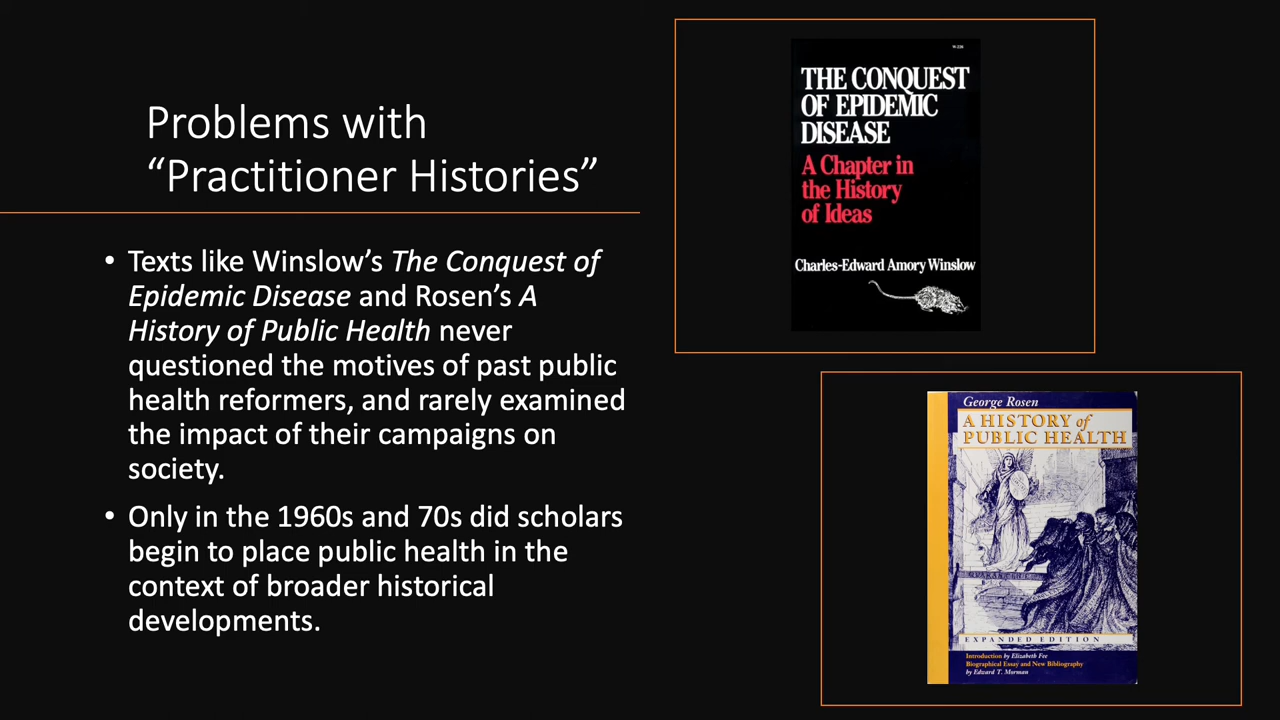 Problems with
“Practitioner Histories”
• Texts like Winslow’s The Conquest of
Epidemic Disease and Rosen’s A
History of Public Health never
questioned the motives of past public
health reformers, and rarely examined
the impact of their campaigns on
society.
• Only in the 1960s and 70s did scholars
begin to place public health in the
context of broader historical
developments.
THE CONQUEST
OF EPIDEMIC
DISEASE
A Chapter in
the History
of Ideas
Charles-Edward Amory Winslow
George Rosen
A HISTORY of
PUBLIC HEALTH
QUARANTINE
EXPANDED EDITION
Introduction by Elizabeth Fee
Biographical Essay and New Bibliography
by Edward T. Morman